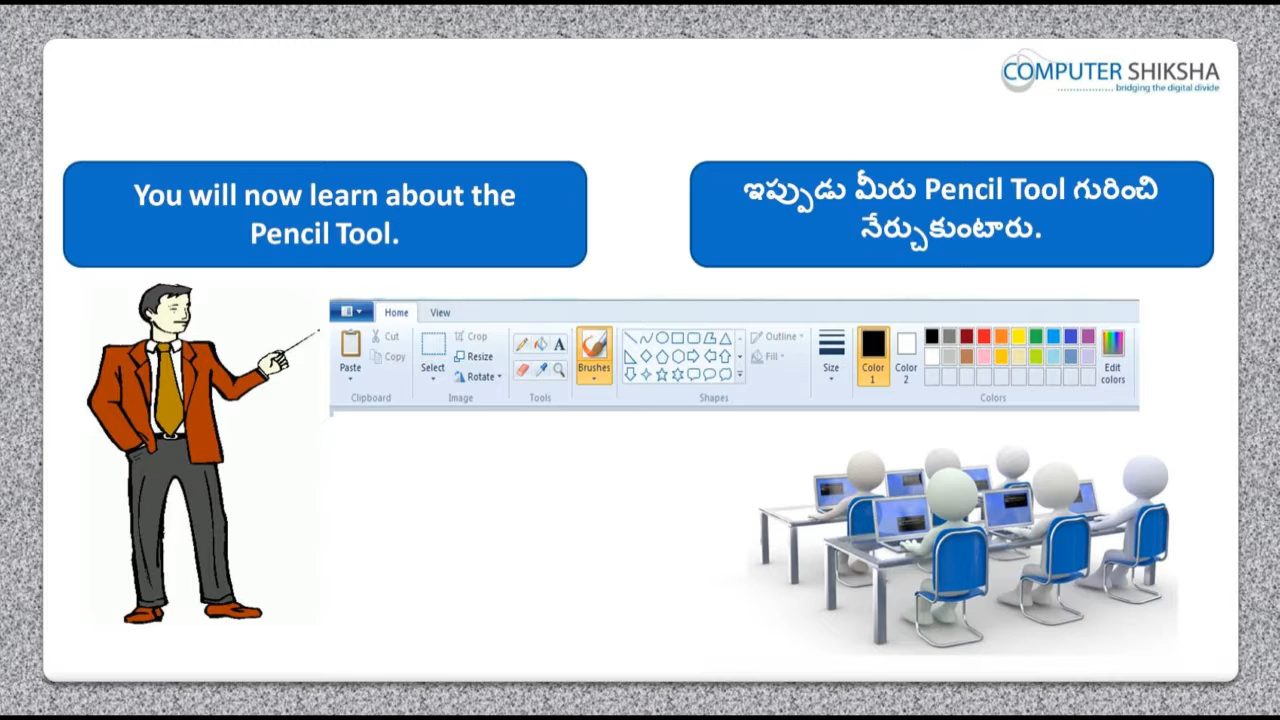 COMPUTER SHIKSHA
bridging the digital divide
You will now learn about the
Pencil Tool.
ఇప్పుడు మీరు Pencil Tool గురించి
నేర్చుకుంటారు.
Home View
Paste Cut Copy Clipboard
Select Crop Resize Rotate Image
A Tools
Brushes
Shapes Outline Fill
Size
Color 1 Color 2 Edit colors Colors